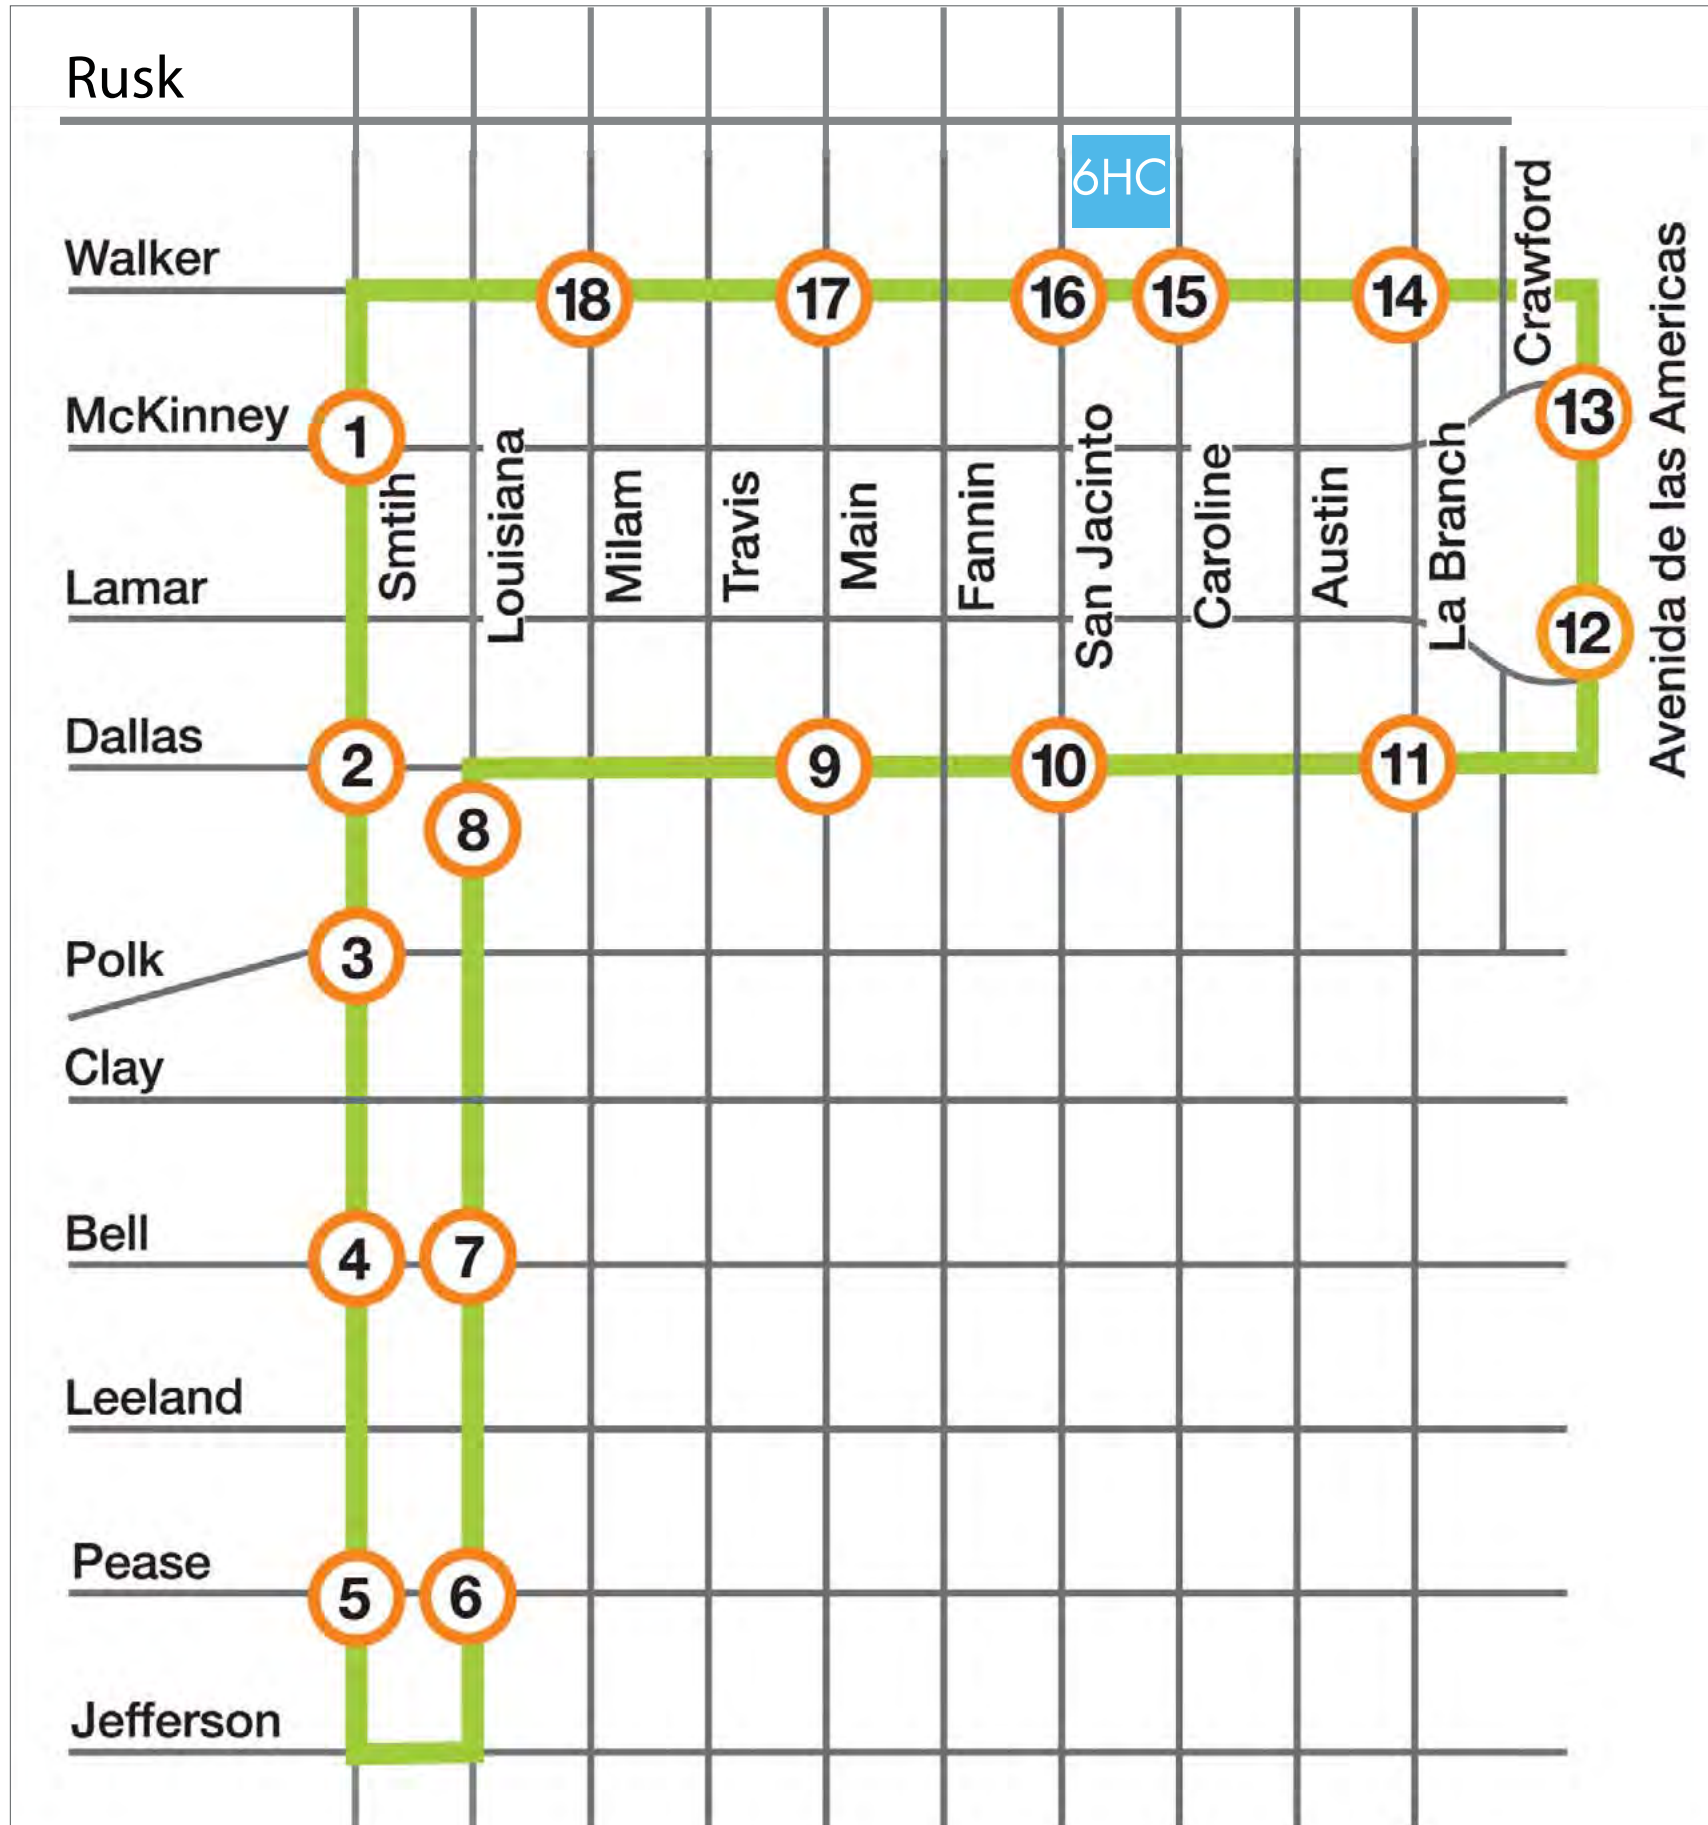 Rusk
6HC
Crawford
Avenida de las Americas
Walker
18
17
16
15
14
McKinney
1
13
Smtih
Louisiana
Milam
Travis
Main
Fannin
San Jacinto
Caroline
Austin
La Branch
Lamar
12
Dallas
2
9
10
11
8
Polk
3
Clay
Bell
4
7
Leeland
Pease
5
6
Jefferson